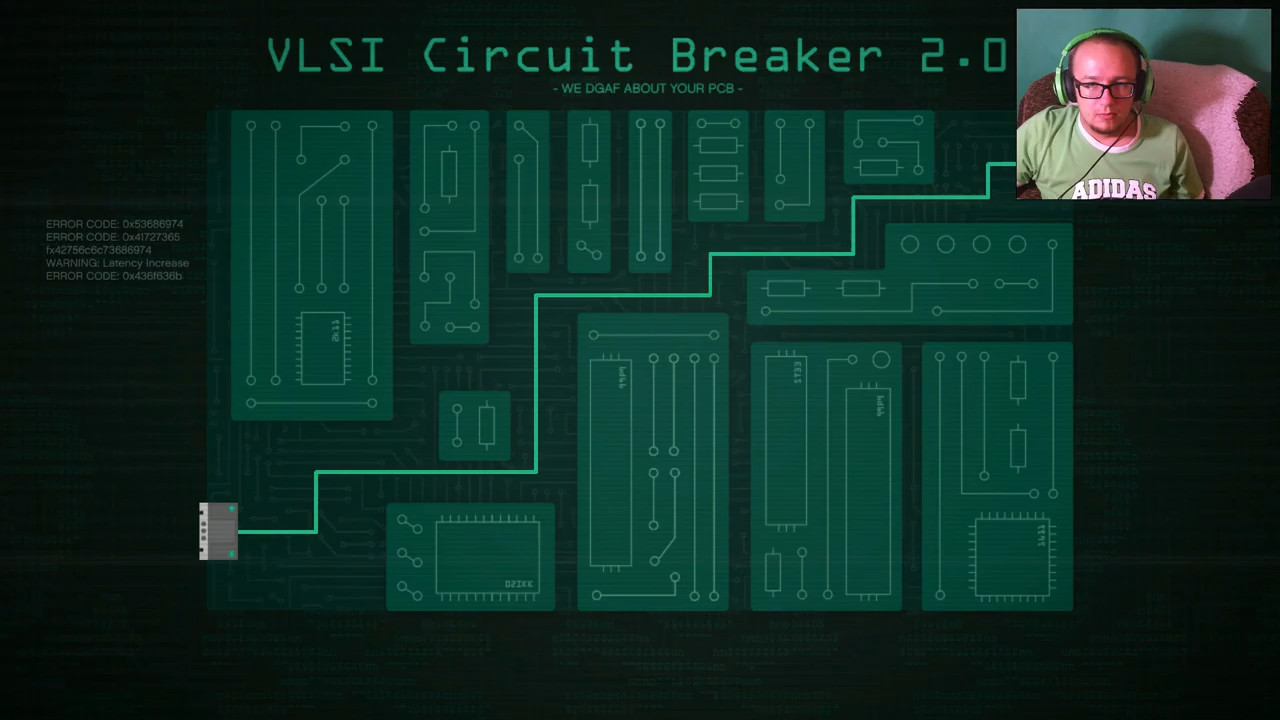 VLSI Circuit Breaker 2.0
- WE DGAF ABOUT YOUR PCB -
ADIDAS
ERROR CODE: 0x53686974
ERROR CODE: 0x41727365
fx42756c6c73686974
WARNING: Latency Increase
ERROR CODE: 0x436f636b